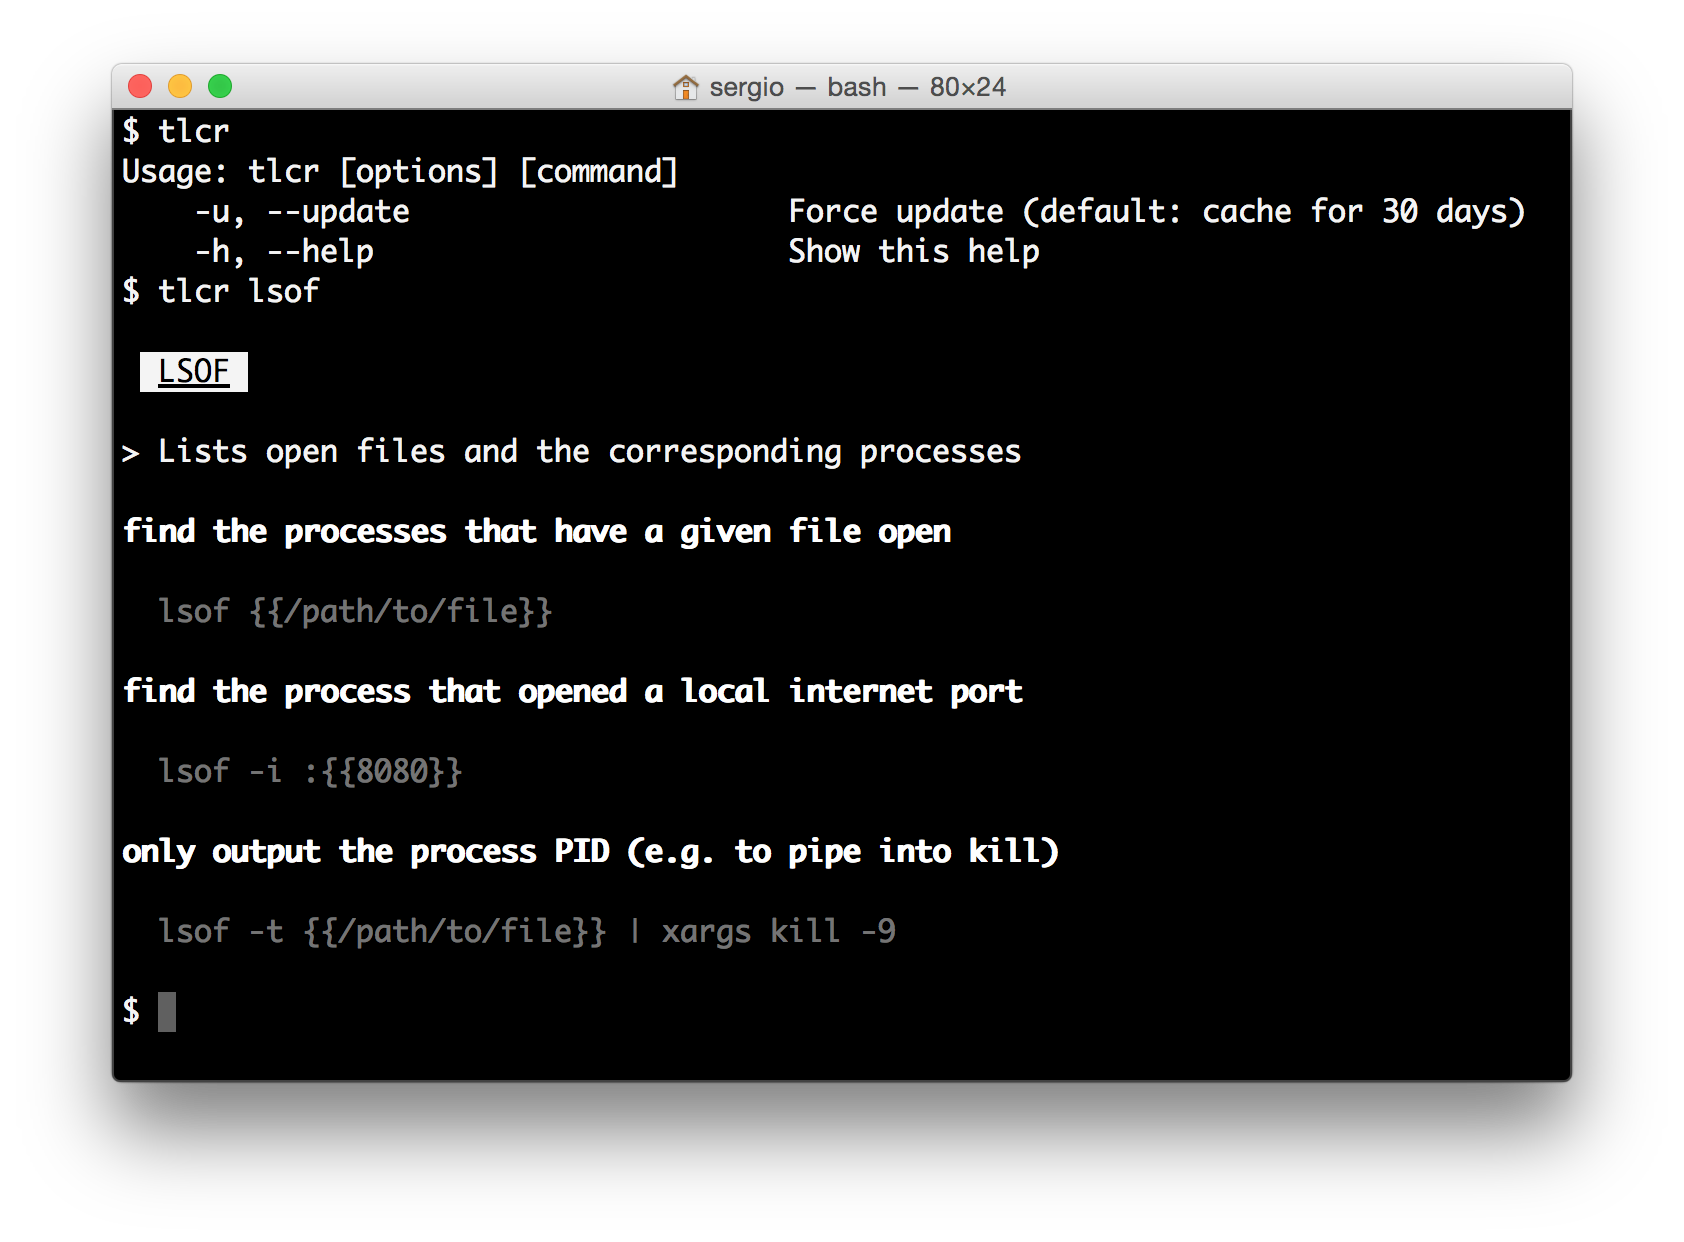 sergio — bash — 80×24
$ tlcr
Usage: tlcr [options] [command]
    -u, --update                     Force update (default: cache for 30 days)
    -h, --help                       Show this help
$ tlcr lsof
LSOF
> Lists open files and the corresponding processes
find the processes that have a given file open
  lsof {{/path/to/file}}
find the process that opened a local internet port
  lsof -i :{{8080}}
only output the process PID (e.g. to pipe into kill)
  lsof -t {{/path/to/file}} | xargs kill -9
$